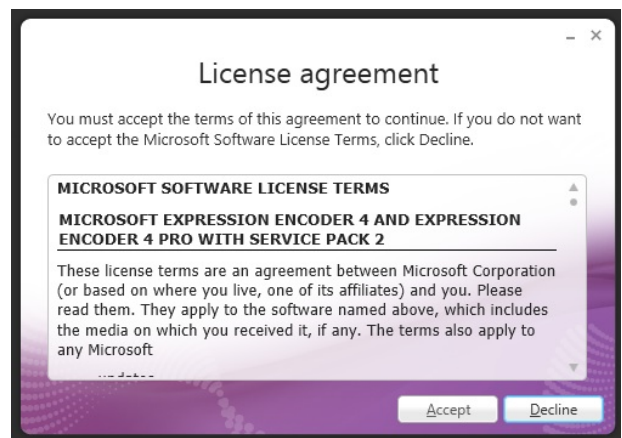 License agreement
You must accept the terms of this agreement to continue. If you do not want
to accept the Microsoft Software License Terms, click Decline.
MICROSOFT SOFTWARE LICENSE TERMS
MICROSOFT EXPRESSION ENCODER 4 AND EXPRESSION
ENCODER 4 PRO WITH SERVICE PACK 2
These license terms are an agreement between Microsoft Corporation
(or based on where you live, one of its affiliates) and you. Please
read them. They apply to the software named above, which includes
the media on which you received it, if any. The terms also apply to
any Microsoft
Accept Decline